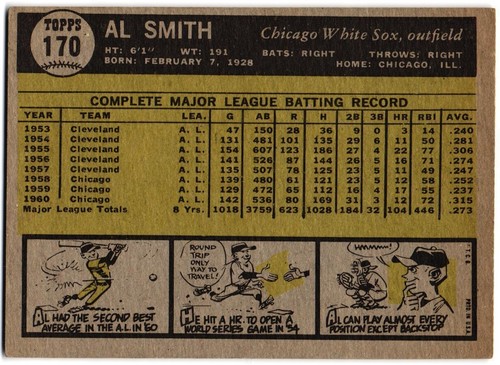 TOPPS
170
AL SMITH
Chicago White Sox, outfield
HT: 6'1" WT: 191 BATS: RIGHT THROWS: RIGHT
BORN: FEBRUARY 7, 1928 HOME: CHICAGO, ILL.
COMPLETE MAJOR LEAGUE BATTING RECORD
YEAR TEAM LEA. G AB R H 2B 3B HR RBI AVG.
1953 Cleveland A. L. 47 150 28 36 9 0 3 14 .240
1954 Cleveland A. L. 131 481 101 135 29 6 11 50 .281
1955 Cleveland A. L. 154 607 123 186 27 4 22 77 .306
1956 Cleveland A. L. 141 526 87 144 26 5 16 71 .274
1957 Cleveland A. L. 135 507 78 125 23 5 11 49 .247
1958 Chicago A. L. 139 480 61 121 23 5 12 58 .252
1959 Chicago A. L. 129 472 65 112 16 4 17 55 .237
1960 Chicago A. L. 142 536 80 169 31 3 12 72 .315
Major League Totals 8 Yrs. 1018 3759 623 1028 184 32 104 446 .273
AL HAD THE SECOND BEST
AVERAGE IN THE A.L. IN '60
ROUND
TRIP
ONLY
WAY TO
TRAVEL!
HE HIT A HR. TO OPEN A
WORLD SERIES GAME IN '54
AL CAN PLAY ALMOST EVERY
POSITION EXCEPT BACKSTOP
T.C.G. PRTD. IN U.S.A.